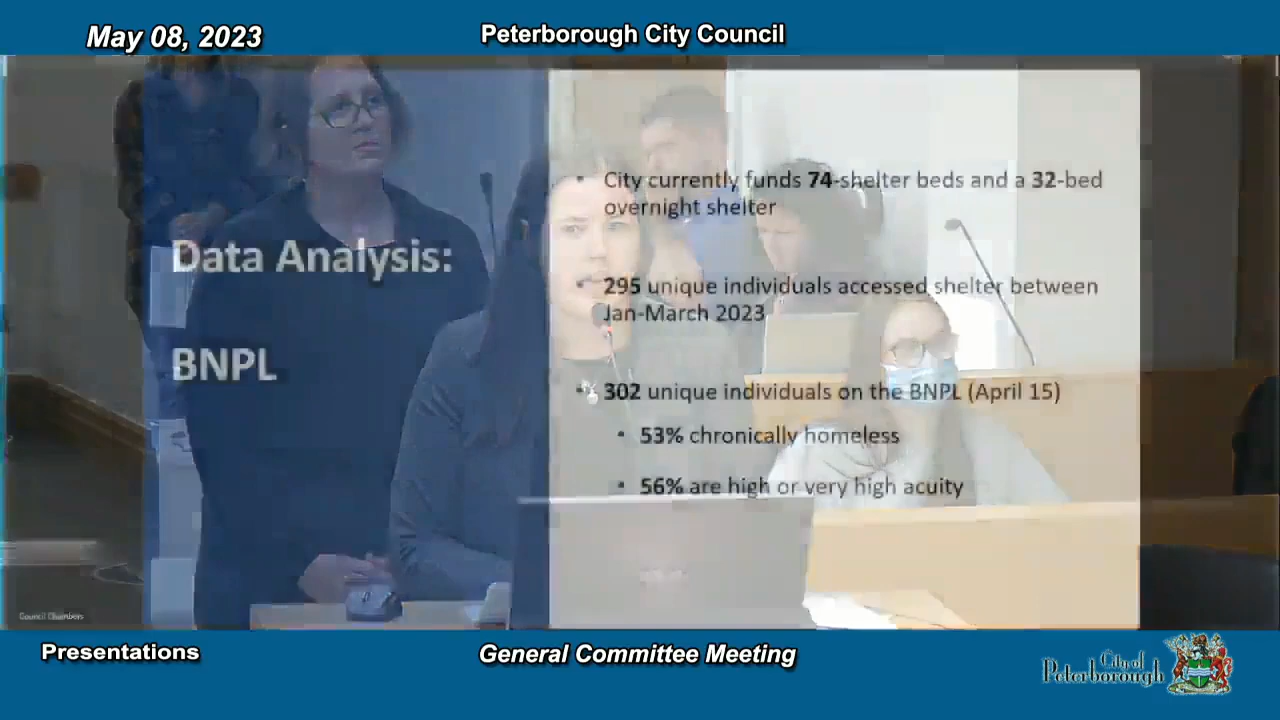 May 08, 2023
Peterborough City Council
Data Analysis:
BNPL
• City currently funds 74-shelter beds and a 32-bed
overnight shelter
• 295 unique individuals accessed shelter between
Jan-March 2023
• 302 unique individuals on the BNPL (April 15)
• 53% chronically homeless
• 56% are high or very high acuity
Council Chambers
Presentations
General Committee Meeting
City of
Peterborough